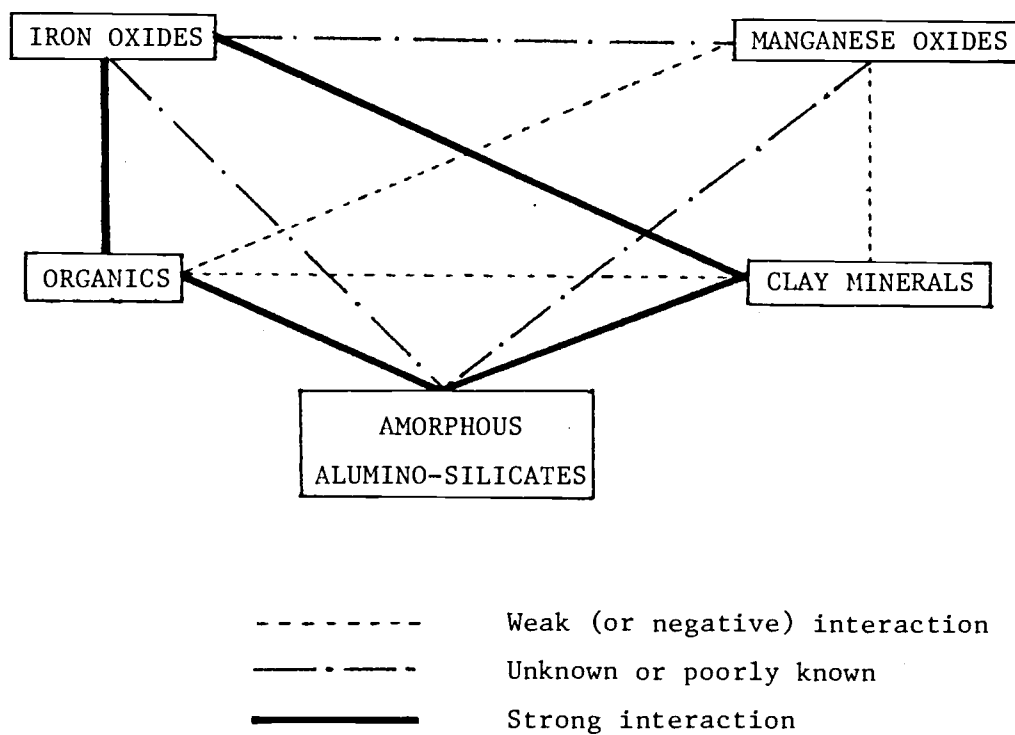 IRON OXIDES
MANGANESE OXIDES
ORGANICS
CLAY MINERALS
AMORPHOUS
ALUMINO-SILICATES
Weak (or negative) interaction
Unknown or poorly known
Strong interaction